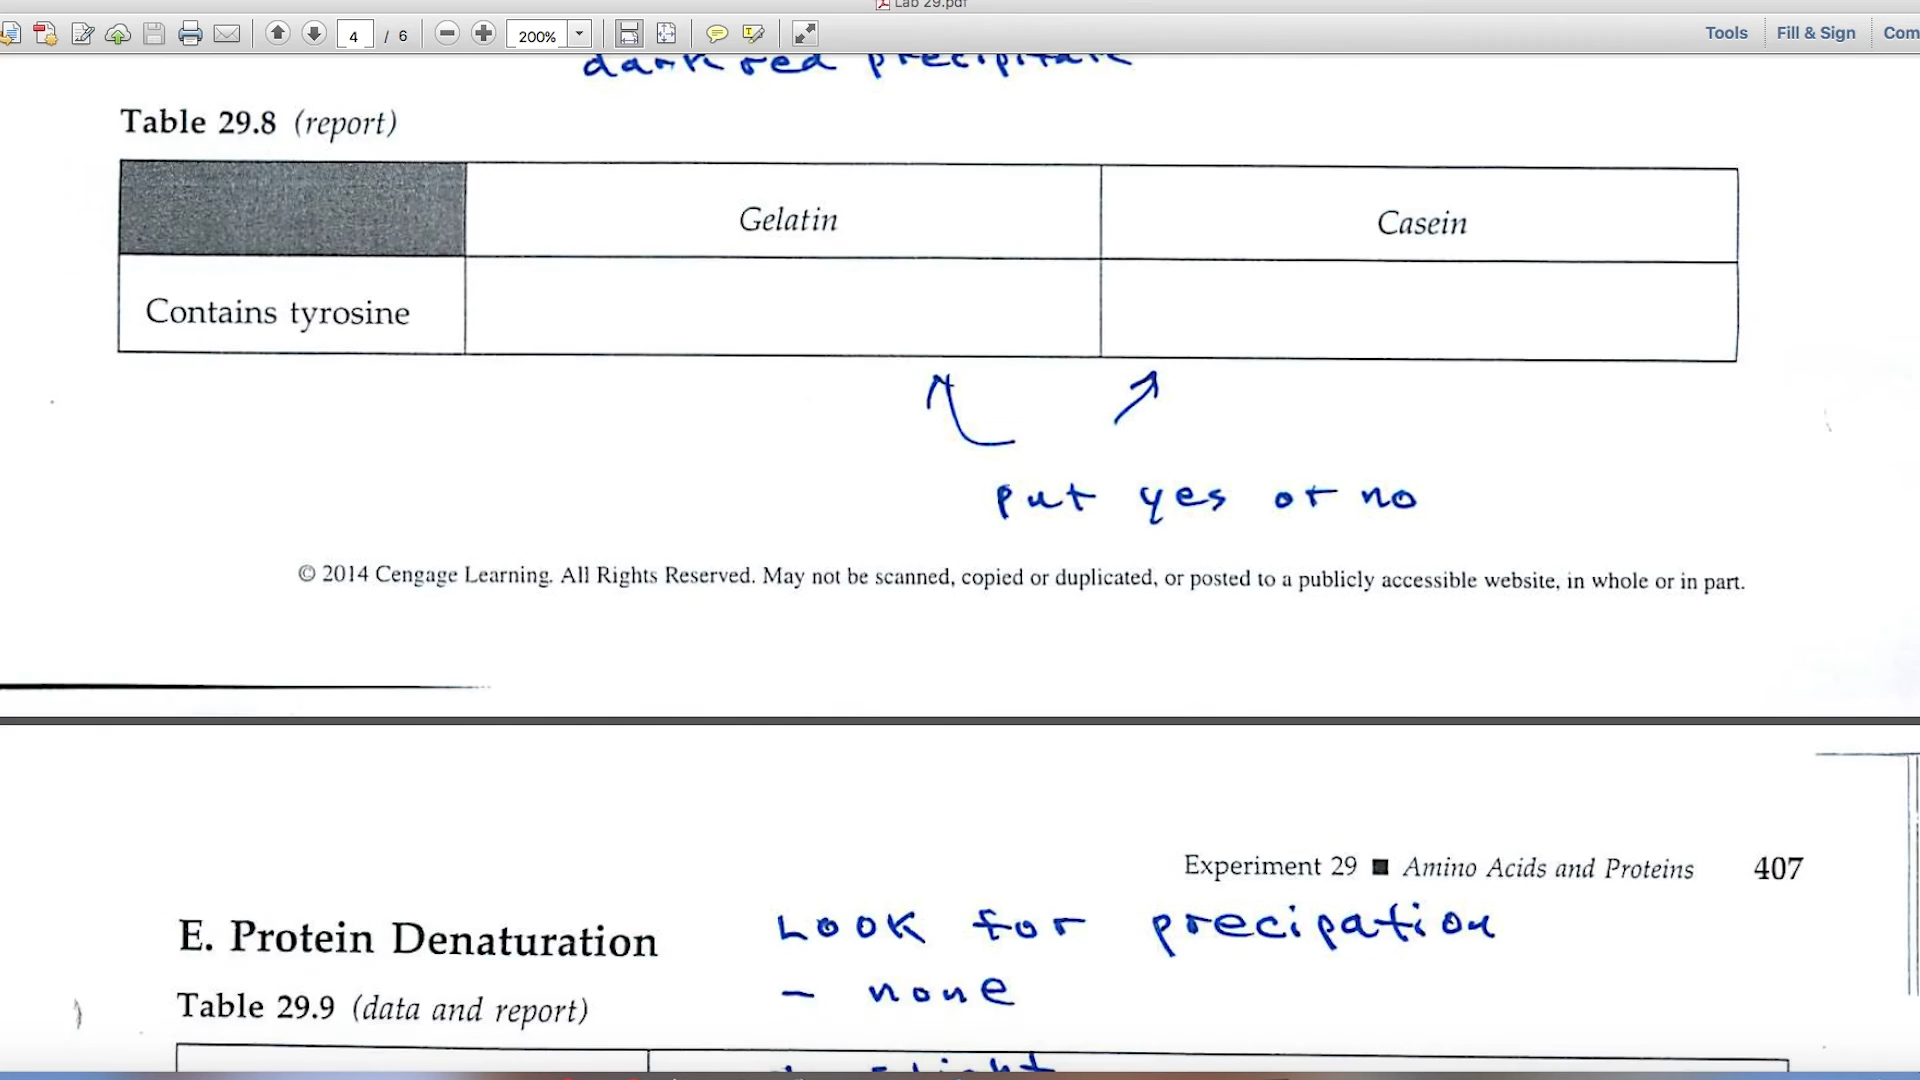 Lab 29.pdf
4 / 6 200% Tools Fill & Sign Com
dark red precipitate
Table 29.8 (report)
Gelatin Casein
Contains tyrosine
put yes or no
© 2014 Cengage Learning. All Rights Reserved. May not be scanned, copied or duplicated, or posted to a publicly accessible website, in whole or in part.
Experiment 29 ■ Amino Acids and Proteins 407
E. Protein Denaturation Look for precipation
- none
Table 29.9 (data and report)
slight